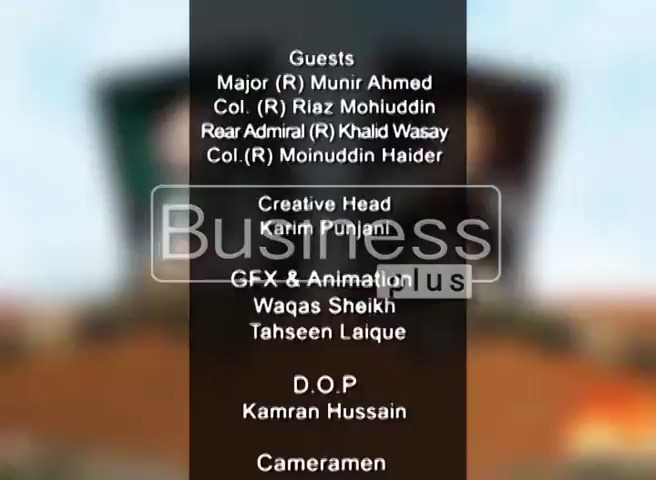 Guests
Major (R) Munir Ahmed
Col. (R) Riaz Mohiuddin
Rear Admiral (R) Khalid Wasay
Col.(R) Moinuddin Haider
Creative Head
Karim Punjani
Business
plus
GFX & Animation
Waqas Sheikh
Tahseen Laique
D.O.P
Kamran Hussain
Cameramen